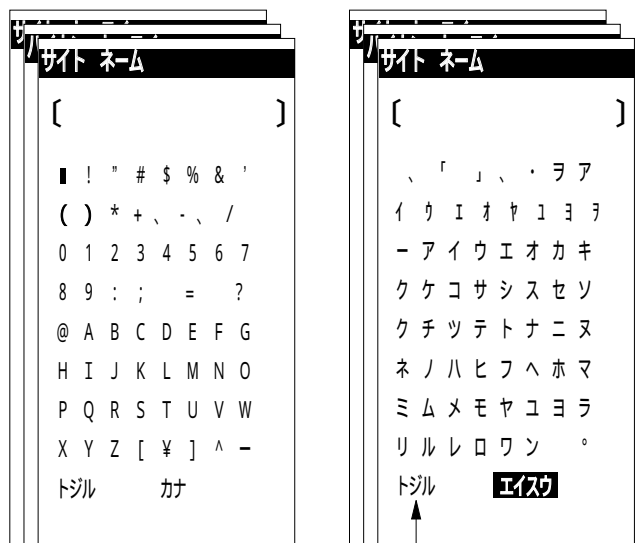 サイト ネーム
〔 〕
▮ ! " # $ % & '
( ) * + 、 - 、 /
0 1 2 3 4 5 6 7
8 9 : ; = ?
@ A B C D E F G
H I J K L M N O
P Q R S T U V W
X Y Z [ ¥ ] ^ ー
トジル カナ
サイト ネーム
〔 〕
、 「 」 、 ・ ヲ ア
ィ ゥ ェ ォ ャ ュ ョ ヲ
ー ア イ ウ エ オ カ キ
ク ケ コ サ シ ス セ ソ
ク チ ツ テ ト ナ ニ ヌ
ネ ノ ハ ヒ フ ヘ ホ マ
ミ ム メ モ ヤ ユ ヨ ラ
リ ル レ ロ ワ ン °
トジル エイスウ